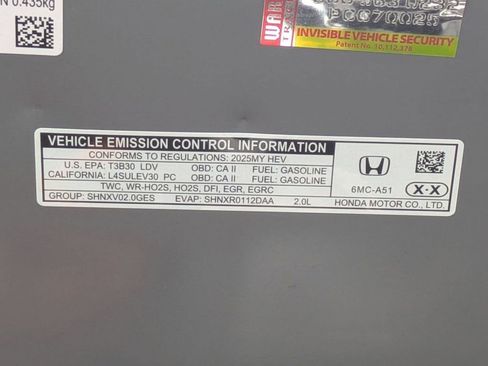 N 0.435kg
INVISIBLE VEHICLE SECURITY
Patent No. 10,112,376
VEHICLE EMISSION CONTROL INFORMATION
CONFORMS TO REGULATIONS: 2025MY HEV
U.S. EPA: T3B30 LDV OBD: CA II FUEL: GASOLINE
CALIFORNIA: L4SULEV30 PC OBD: CA II FUEL: GASOLINE
TWC, WR-HO2S, HO2S, DFI, EGR, EGRC
GROUP: SHNXV02.0GES EVAP: SHNXR0112DAA 2.0L
6MC-A51
X-X
HONDA MOTOR CO., LTD.